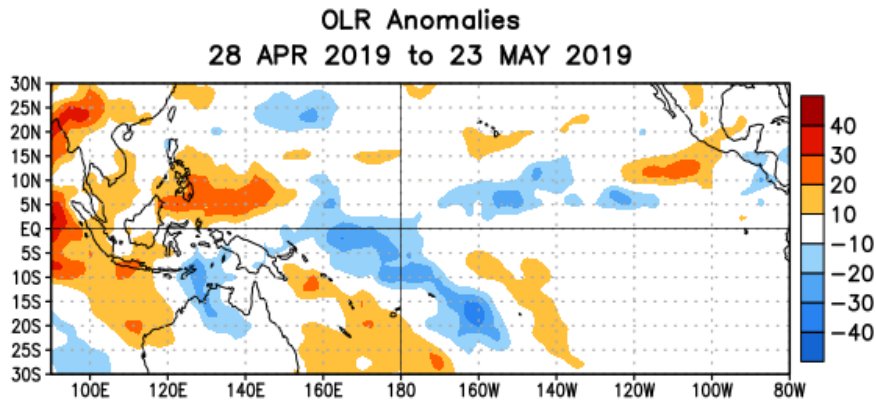 OLR Anomalies
28 APR 2019 to 23 MAY 2019
30N
25N
20N
15N
10N
5N
EQ
5S
10S
15S
20S
25S
30S
100E 120E 140E 160E 180 160W 140W 120W 100W 80W
40
30
20
10
-10
-20
-30
-40